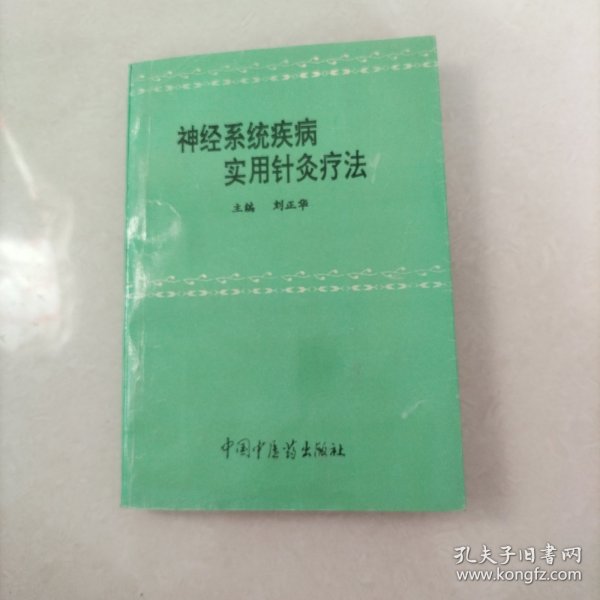 神经系统疾病
实用针灸疗法
主编 刘正华
中国中医药出版社
孔夫子旧書网
www.kongfz.com